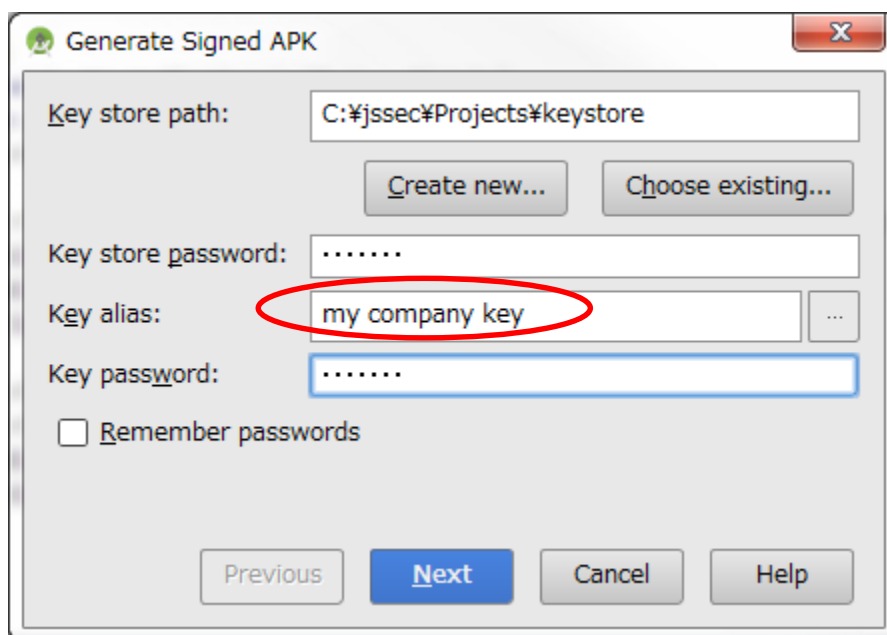 Generate Signed APK
Key store path: C:¥jssec¥Projects¥keystore
Create new... Choose existing...
Key store password: •••••••
Key alias: my company key ...
Key password: •••••••
Remember passwords
Previous Next Cancel Help